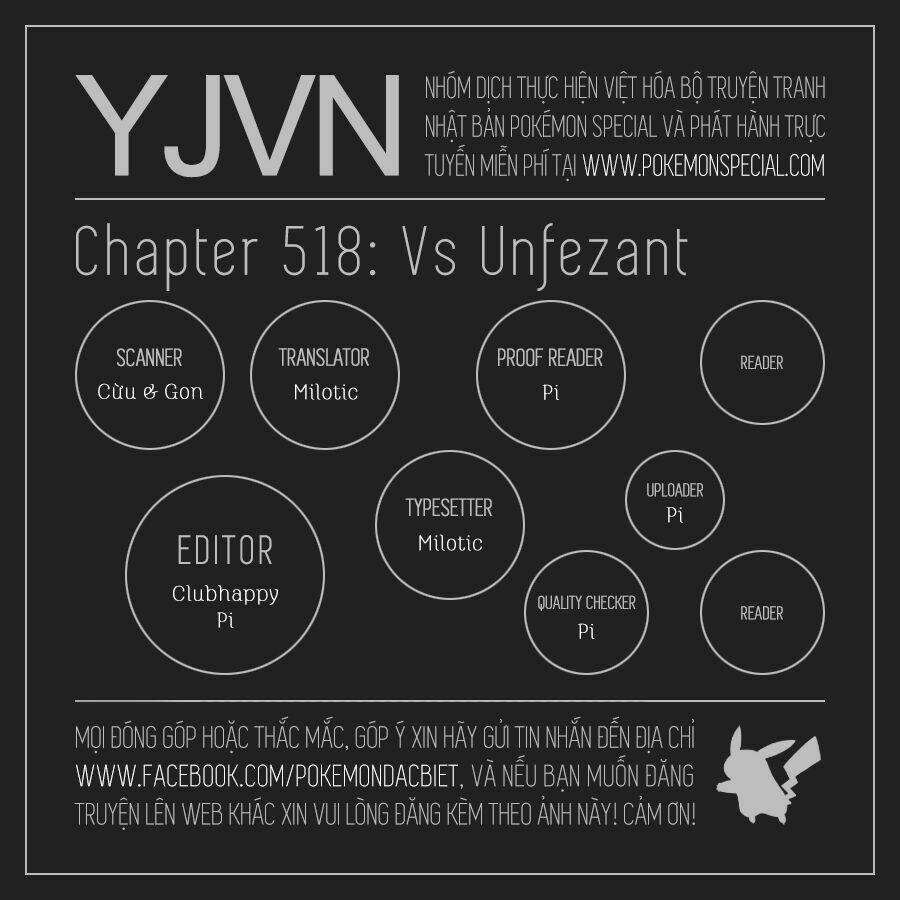 YJVN
NHÓM DỊCH THỰC HIỆN VIỆT HÓA BỘ TRUYỆN TRANH
NHẬT BẢN POKÉMON SPECIAL VÀ PHÁT HÀNH TRỰC
TUYẾN MIỄN PHÍ TẠI WWW.POKEMONSPECIAL.COM
Chapter 518: Vs Unfezant
SCANNER
Cừu & Gon
TRANSLATOR
Milotic
PROOF READER
Pi
READER
EDITOR
Clubhappy
Pi
TYPESETTER
Milotic
UPLOADER
Pi
QUALITY CHECKER
Pi
READER
MỌI ĐÓNG GÓP HOẶC THẮC MẮC, GÓP Ý XIN HÃY GỬI TIN NHẮN ĐẾN ĐỊA CHỈ
WWW.FACEBOOK.COM/POKEMONDACBIET, VÀ NẾU BẠN MUỐN ĐĂNG
TRUYỆN LÊN WEB KHÁC XIN VUI LÒNG ĐĂNG KÈM THEO ẢNH NÀY! CẢM ƠN!